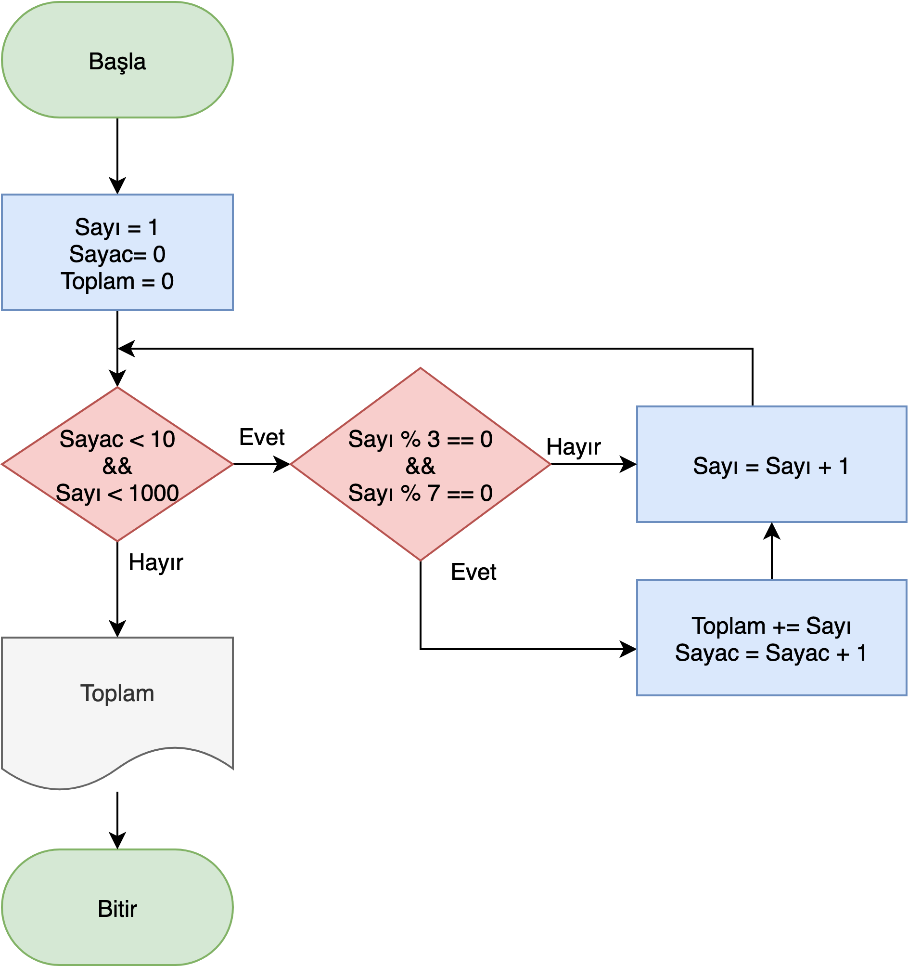 Başla
Sayı = 1
Sayac= 0
Toplam = 0
Sayac < 10
&&
Sayı < 1000
Evet
Sayı % 3 == 0
&&
Sayı % 7 == 0
Hayır
Sayı = Sayı + 1
Hayır
Evet
Toplam += Sayı
Sayac = Sayac + 1
Toplam
Bitir